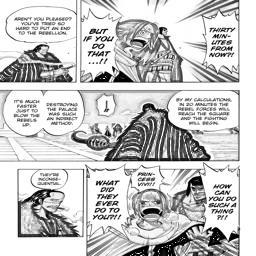 THIRTY
MIN-
UTES
FROM
NOW?!
BUT IF
YOU DO
THAT
...!!
AREN'T YOU PLEASED?
YOU'VE TRIED SO
HARD TO PUT AN END
TO THE REBELLION.
BY MY CALCULATIONS,
IN 20 MINUTES THE
REBEL FORCES WILL
REACH THE SQUARE
AND THE FIGHTING
WILL BEGIN.
DESTROYING
THE PALACE
WAS SUCH
AN INDIRECT
METHOD.
IT'S MUCH
FASTER
JUST TO
BLOW THE
REBELS
UP.
HOW CAN
YOU DO
SUCH A
THING
?!!
PRIN-
CESS
VIVI!!
WHAT
DID
THEY
EVER
DO TO
YOU?!!
THEY'RE
INCONSE-
QUENTIAL.